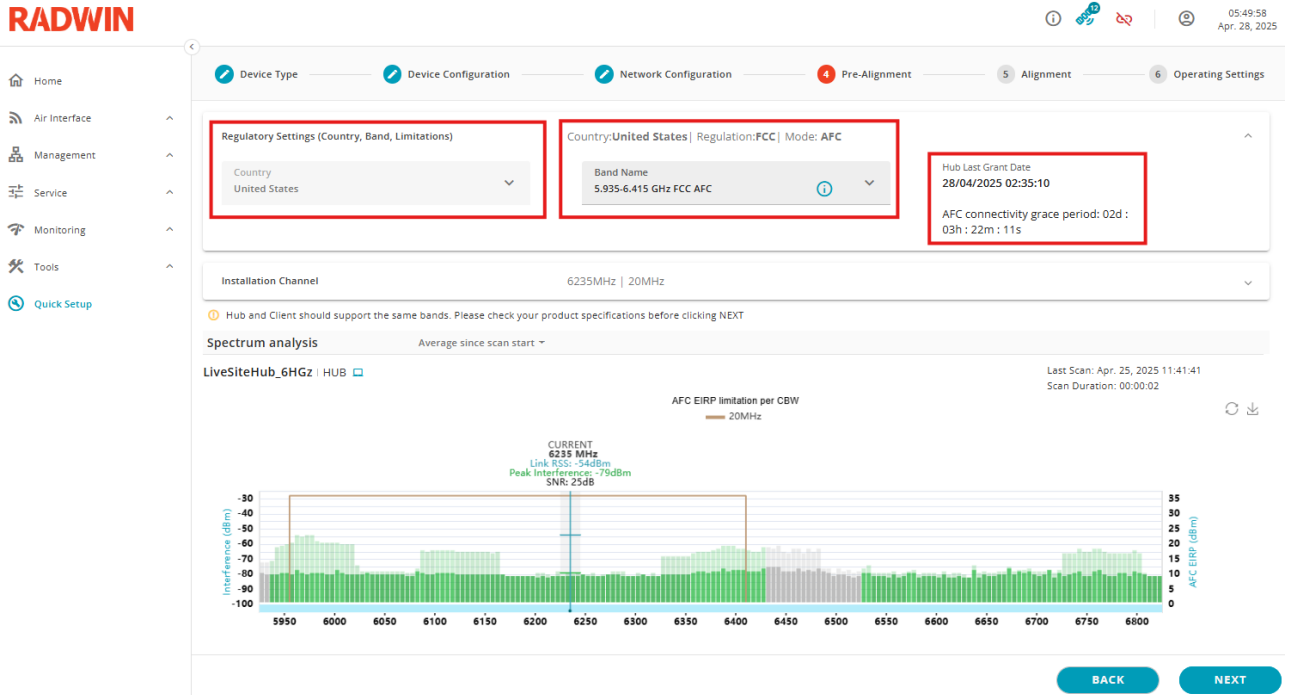 RADWIN
12
05:49:58
Apr. 28, 2025
Home
Air Interface
Management
Service
Monitoring
Tools
Quick Setup
Device Type
Device Configuration
Network Configuration
4 Pre-Alignment
5 Alignment
6 Operating Settings
Regulatory Settings (Country, Band, Limitations)
Country
United States
Country:United States| Regulation:FCC| Mode: AFC
Band Name
5.935-6.415 GHz FCC AFC
Hub Last Grant Date
28/04/2025 02:35:10
AFC connectivity grace period: 02d :
03h : 22m : 11s
Installation Channel
6235MHz | 20MHz
Hub and Client should support the same bands. Please check your product specifications before clicking NEXT
Spectrum analysis
Average since scan start
LiveSiteHub_6HGz | HUB
Last Scan: Apr. 25, 2025 11:41:41
Scan Duration: 00:00:02
AFC EIRP limitation per CBW
20MHz
CURRENT
6235 MHz
Link RSS: -54dBm
Peak Interference: -79dBm
SNR: 25dB
Interference (dBm)
-30
-40
-50
-60
-70
-80
-90
-100
35
30
25
20
15
10
5
0
AFC EIRP (dBm)
5950 6000 6050 6100 6150 6200 6250 6300 6350 6400 6450 6500 6550 6600 6650 6700 6750 6800
BACK
NEXT